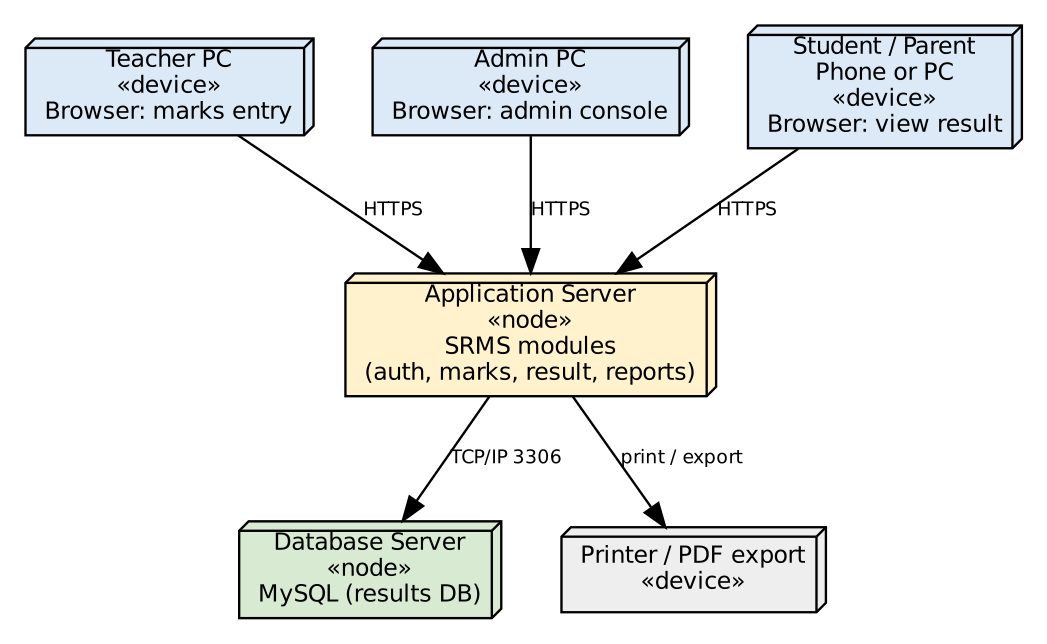 Teacher PC
«device»
Browser: marks entry
Admin PC
«device»
Browser: admin console
Student / Parent
Phone or PC
«device»
Browser: view result
HTTPS
HTTPS
HTTPS
Application Server
«node»
SRMS modules
(auth, marks, result, reports)
TCP/IP 3306
print / export
Database Server
«node»
MySQL (results DB)
Printer / PDF export
«device»